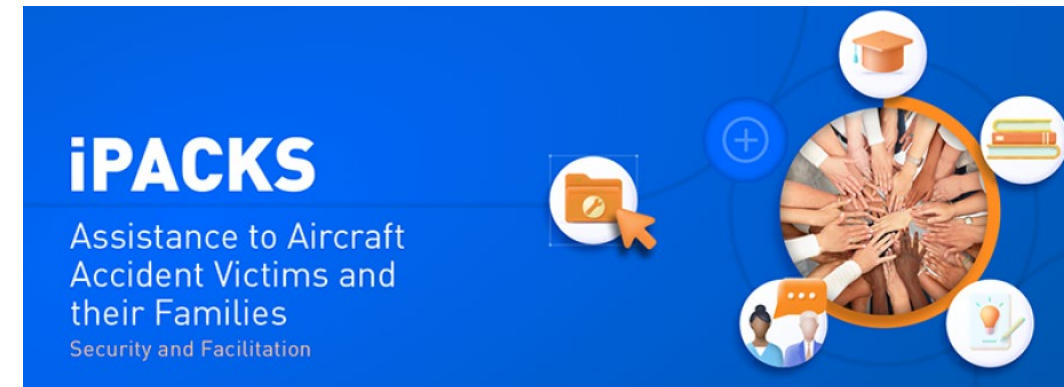 iPACKS
Assistance to Aircraft
Accident Victims and
their Families
Security and Facilitation